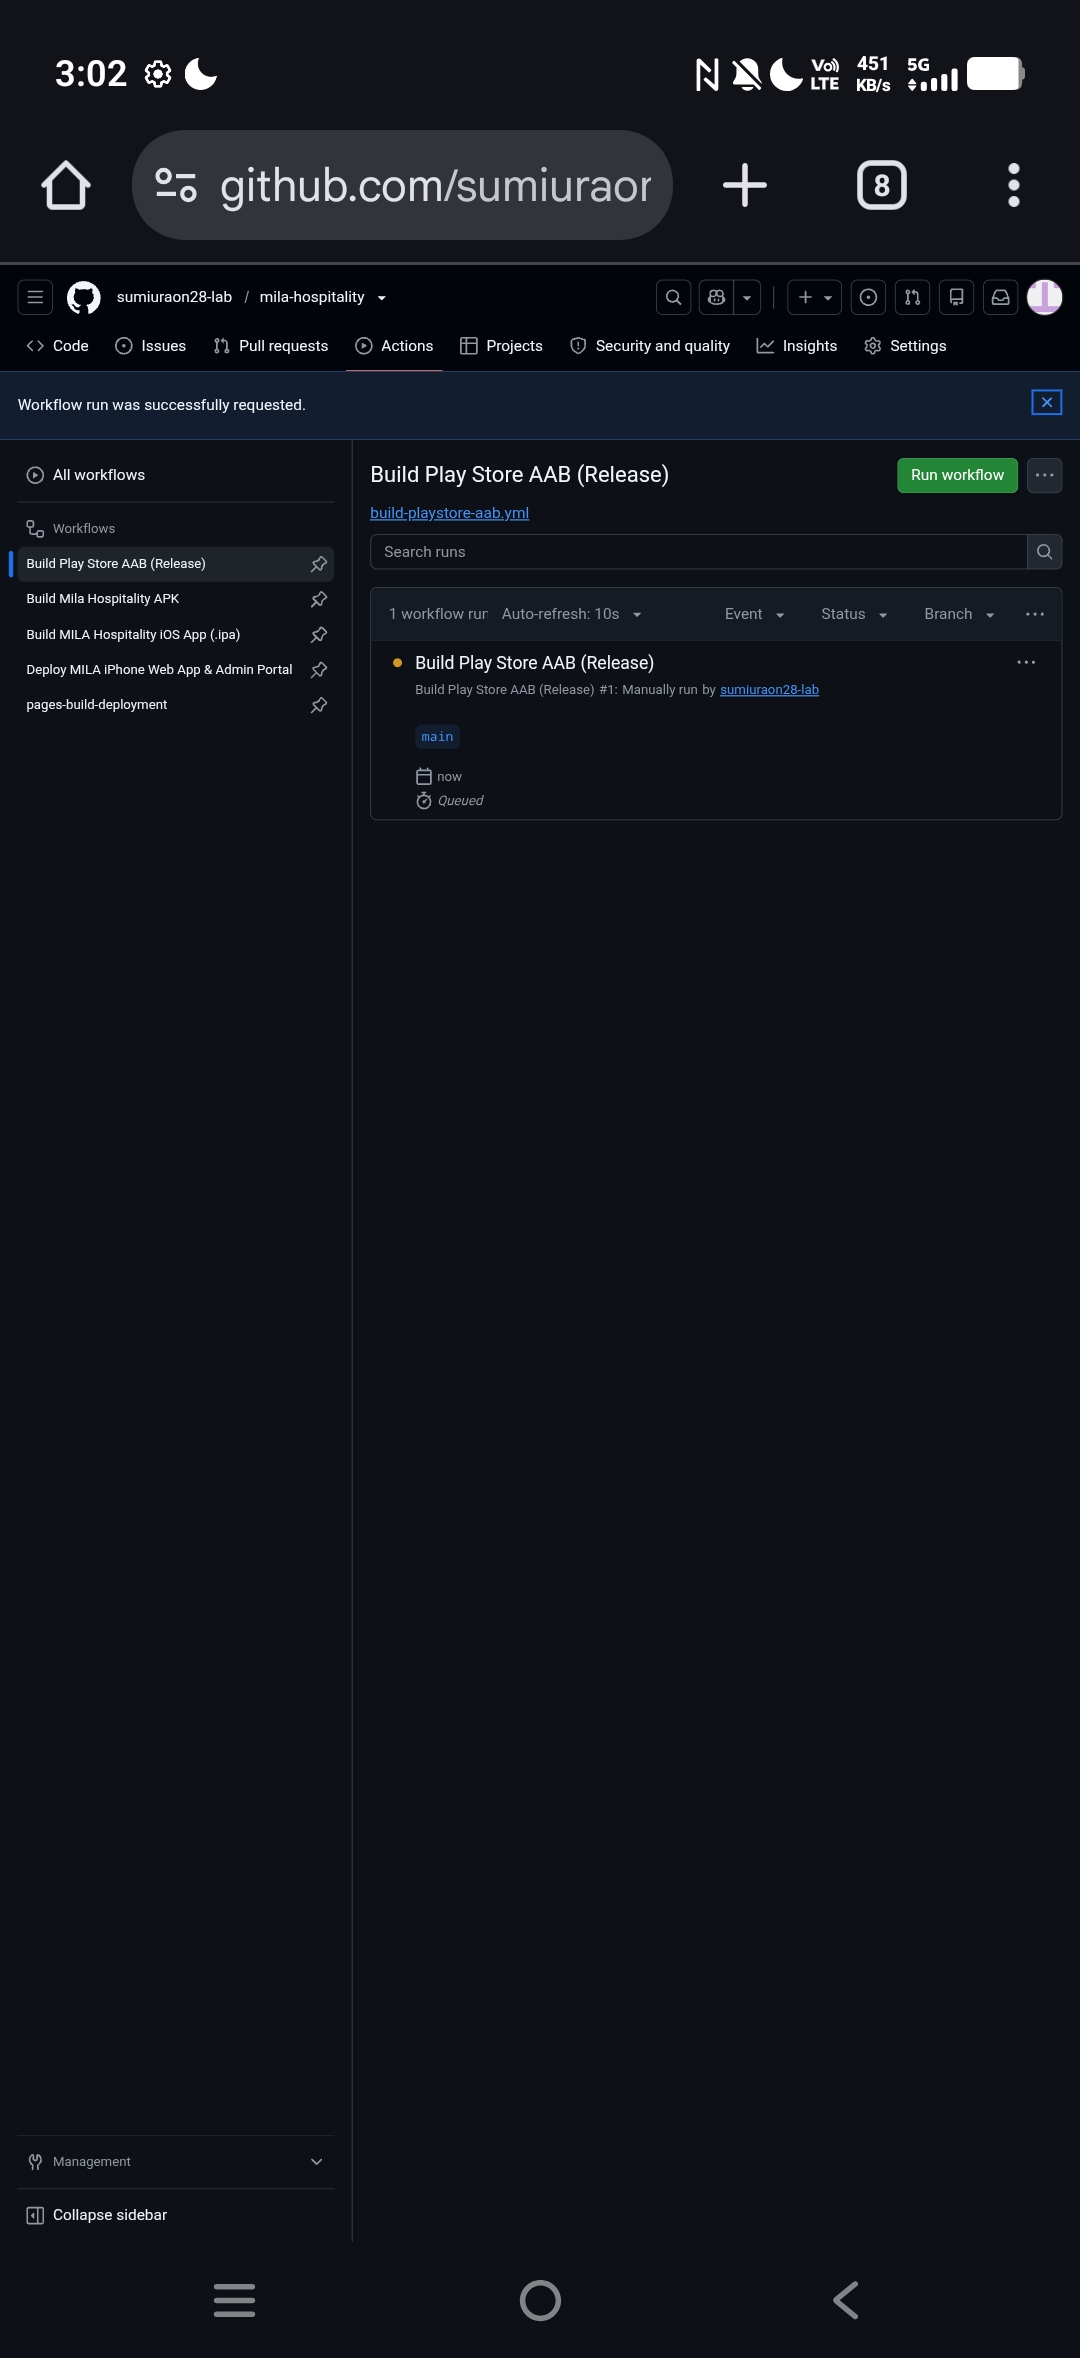 3:02
Vo)) LTE
451 KB/s
5G
github.com/sumiuraor
8
sumiuraon28-lab / mila-hospitality
Code Issues Pull requests Actions Projects Security and quality Insights Settings
Workflow run was successfully requested.
All workflows
Workflows
Build Play Store AAB (Release)
Build Mila Hospitality APK
Build MILA Hospitality iOS App (.ipa)
Deploy MILA iPhone Web App & Admin Portal
pages-build-deployment
Build Play Store AAB (Release)
Run workflow
build-playstore-aab.yml
Search runs
1 workflow run Auto-refresh: 10s Event Status Branch
Build Play Store AAB (Release)
Build Play Store AAB (Release) #1: Manually run by sumiuraon28-lab
main
now
Queued
Management
Collapse sidebar